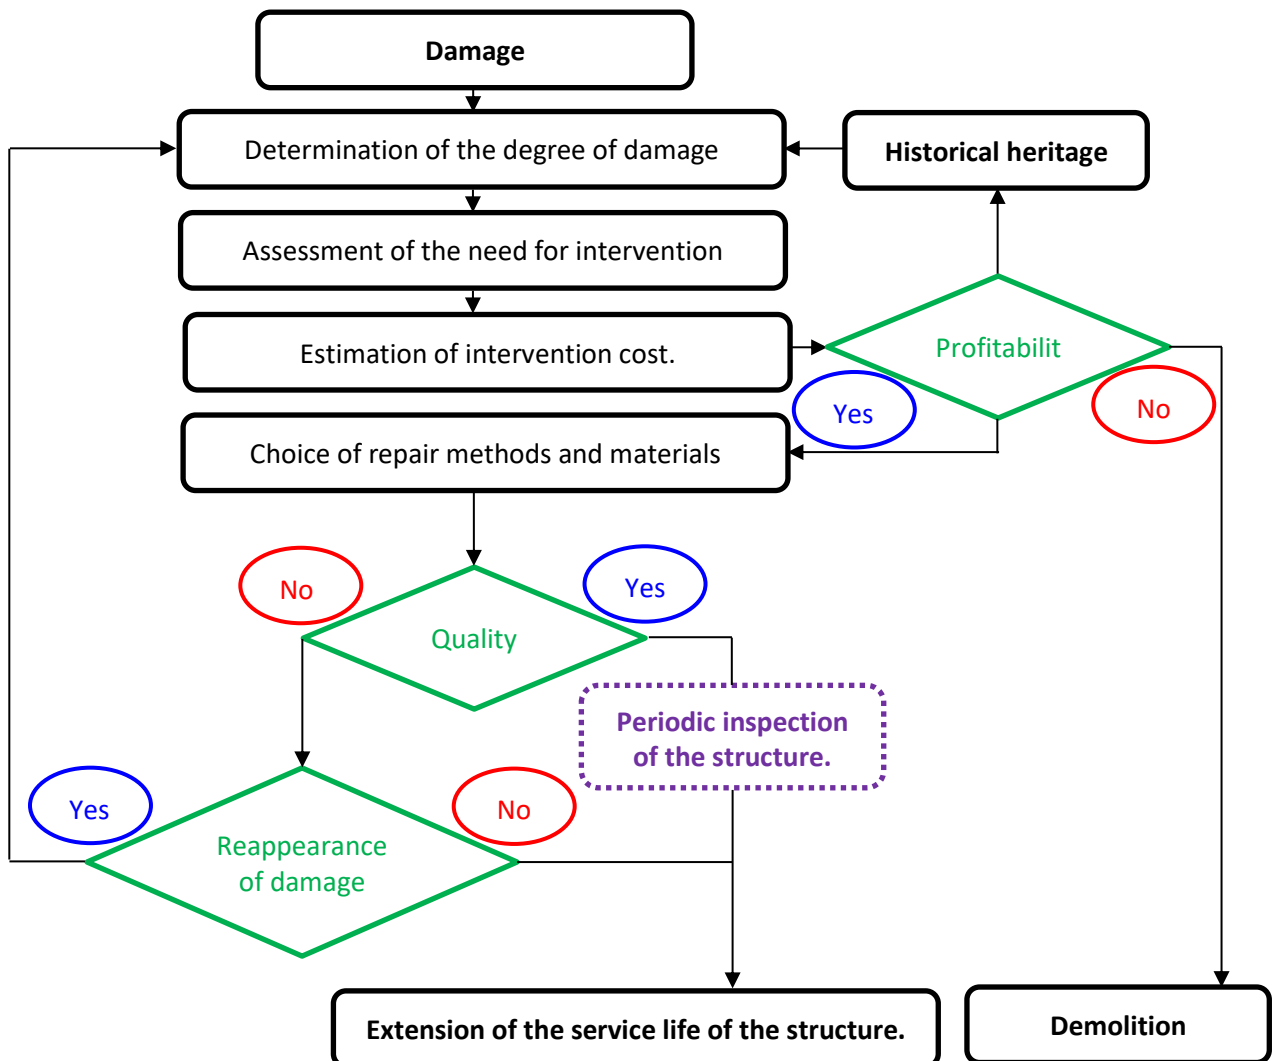 Damage
Determination of the degree of damage
Historical heritage
Assessment of the need for intervention
Estimation of intervention cost.
Profitabilit
Yes
No
Choice of repair methods and materials
No
Yes
Quality
Periodic inspection
of the structure.
Yes
No
Reappearance
of damage
Extension of the service life of the structure.
Demolition